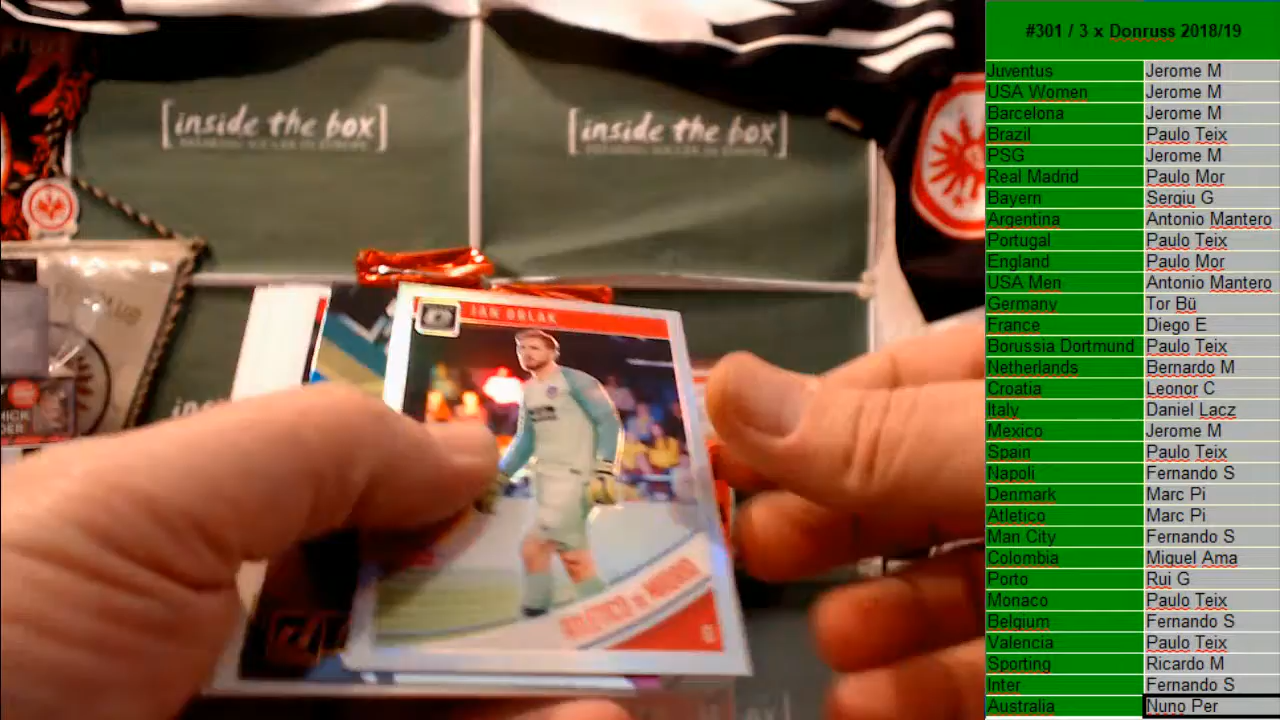 [inside the box]
[inside the box]
JAN OBLAK
ATLÉTICO DE MADRID
#301 / 3 x Donruss 2018/19
Juventus Jerome M
USA Women Jerome M
Barcelona Jerome M
Brazil Paulo Teix
PSG Jerome M
Real Madrid Paulo Mor
Bayern Sergiu G
Argentina Antonio Mantero
Portugal Paulo Teix
England Paulo Mor
USA Men Antonio Mantero
Germany Tor Bü
France Diego E
Borussia Dortmund Paulo Teix
Netherlands Bernardo M
Croatia Leonor C
Italy Daniel Lacz
Mexico Jerome M
Spain Paulo Teix
Napoli Fernando S
Denmark Marc Pi
Atletico Marc Pi
Man City Fernando S
Colombia Miguel Ama
Porto Rui G
Monaco Paulo Teix
Belgium Fernando S
Valencia Paulo Teix
Sporting Ricardo M
Inter Fernando S
Australia Nuno Per